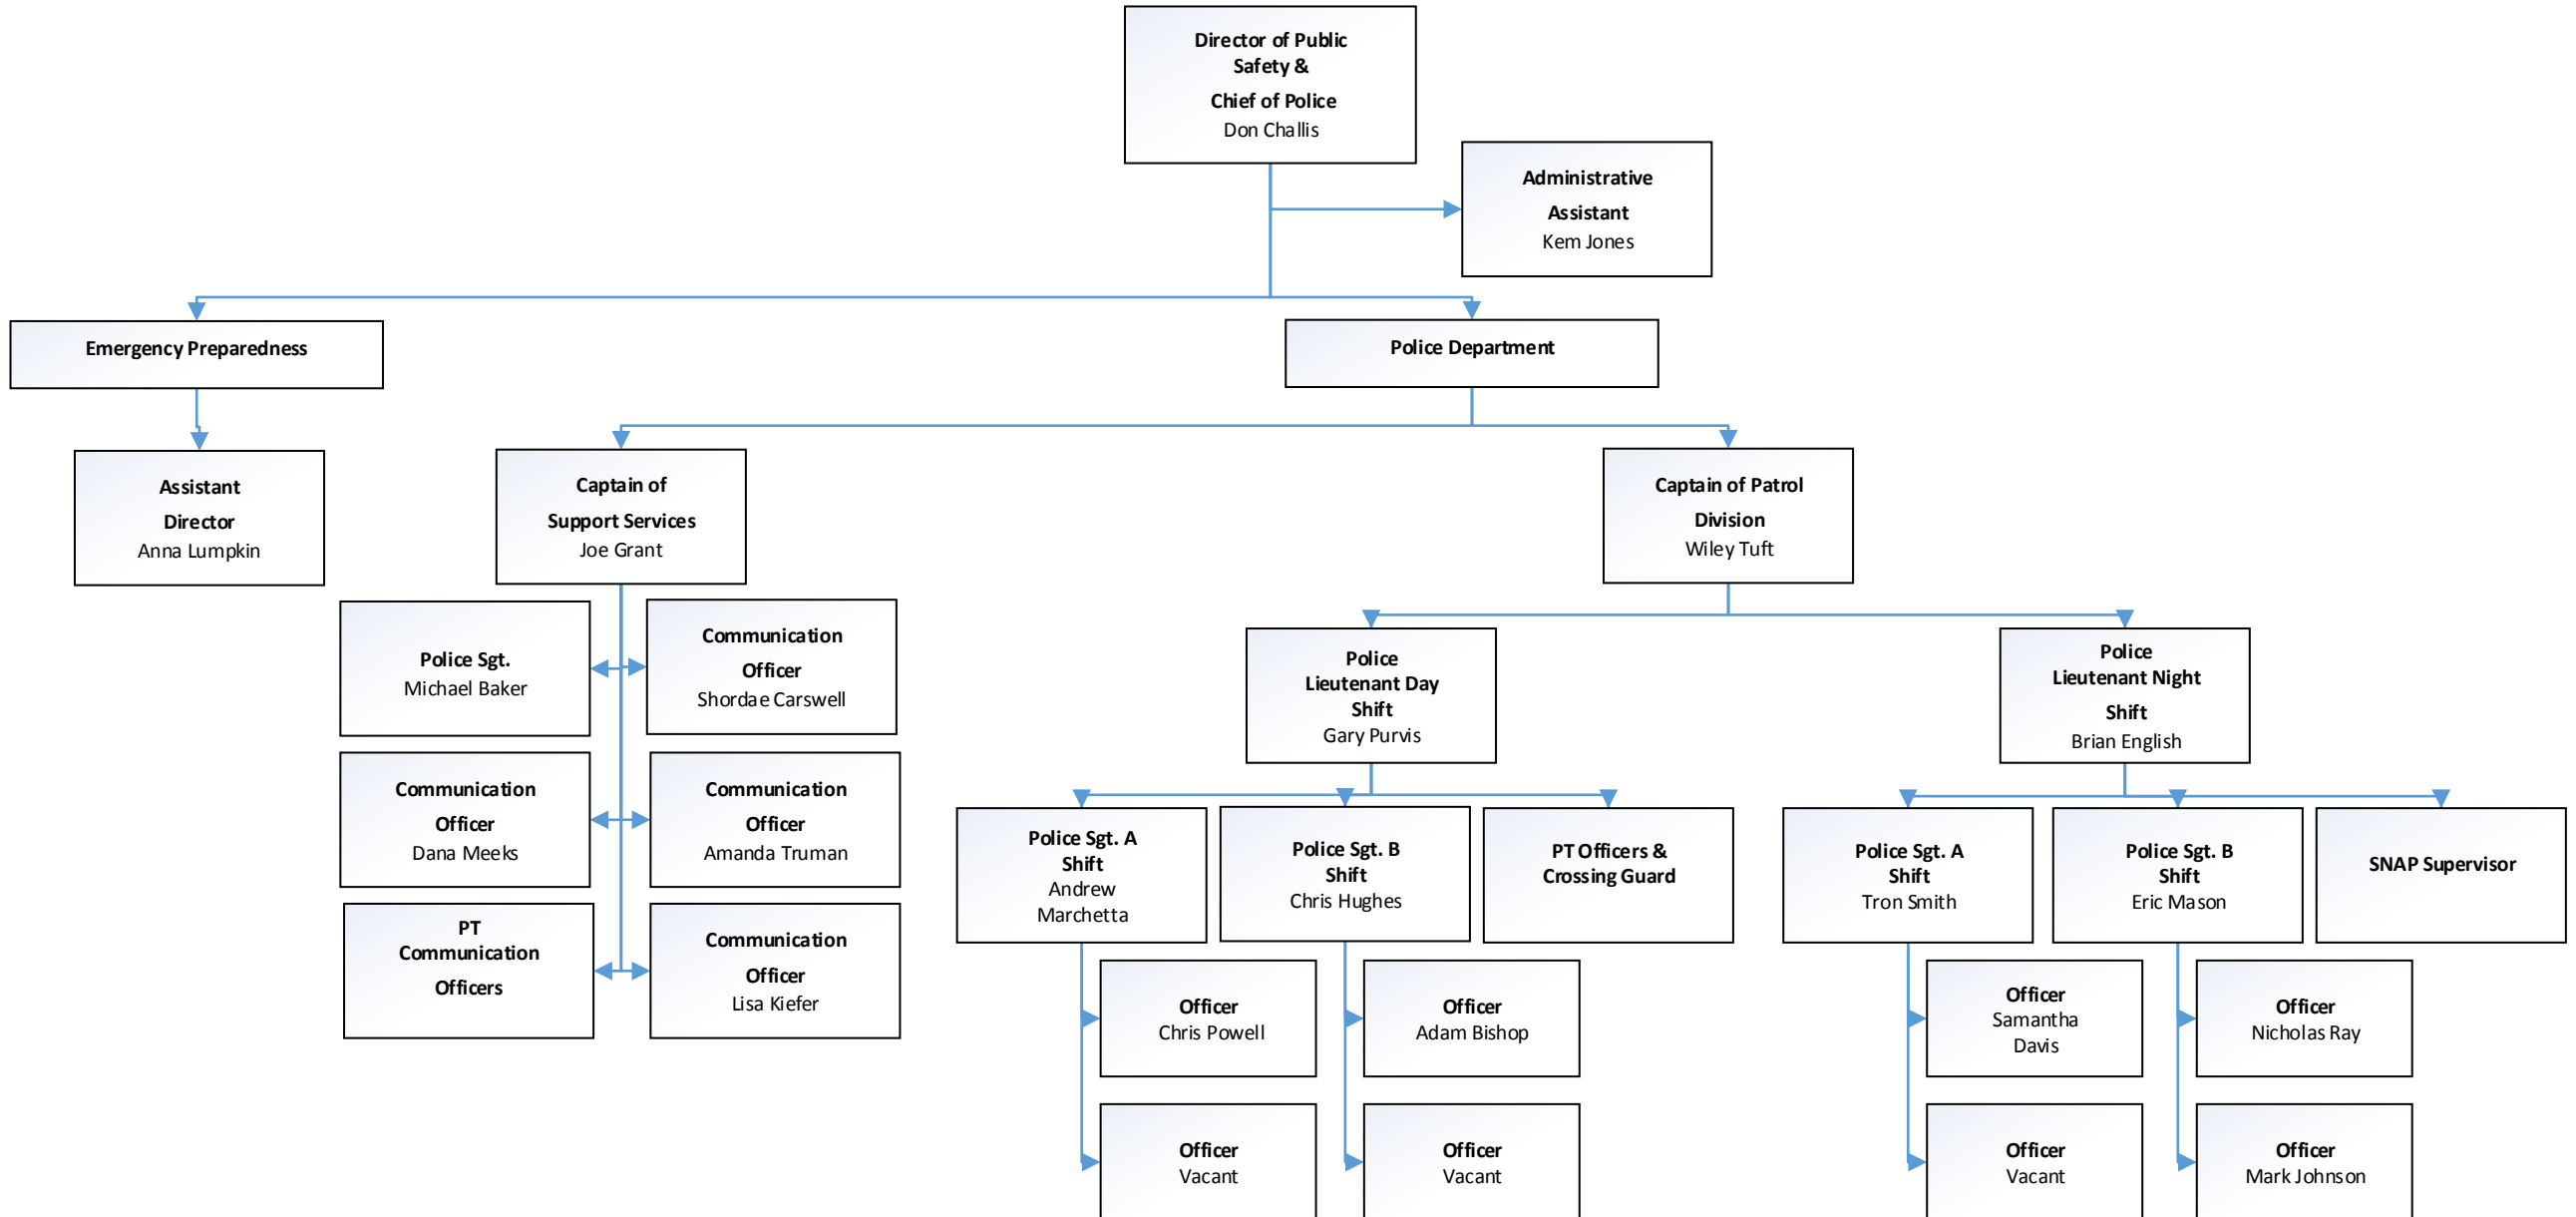 Director of Public
Safety &
Chief of Police
Don Challis
Administrative
Assistant
Kem Jones
Emergency Preparedness
Police Department
Assistant
Director
Anna Lumpkin
Captain of
Support Services
Joe Grant
Captain of Patrol
Division
Wiley Tuft
Police Sgt.
Michael Baker
Communication
Officer
Shordae Carswell
Communication
Officer
Dana Meeks
Communication
Officer
Amanda Truman
PT
Communication
Officers
Communication
Officer
Lisa Kiefer
Police
Lieutenant Day
Shift
Gary Purvis
Police
Lieutenant Night
Shift
Brian English
Police Sgt. A
Shift
Andrew
Marchetta
Police Sgt. B
Shift
Chris Hughes
PT Officers &
Crossing Guard
Police Sgt. A
Shift
Tron Smith
Police Sgt. B
Shift
Eric Mason
SNAP Supervisor
Officer
Chris Powell
Officer
Adam Bishop
Officer
Samantha
Davis
Officer
Nicholas Ray
Officer
Vacant
Officer
Vacant
Officer
Vacant
Officer
Mark Johnson